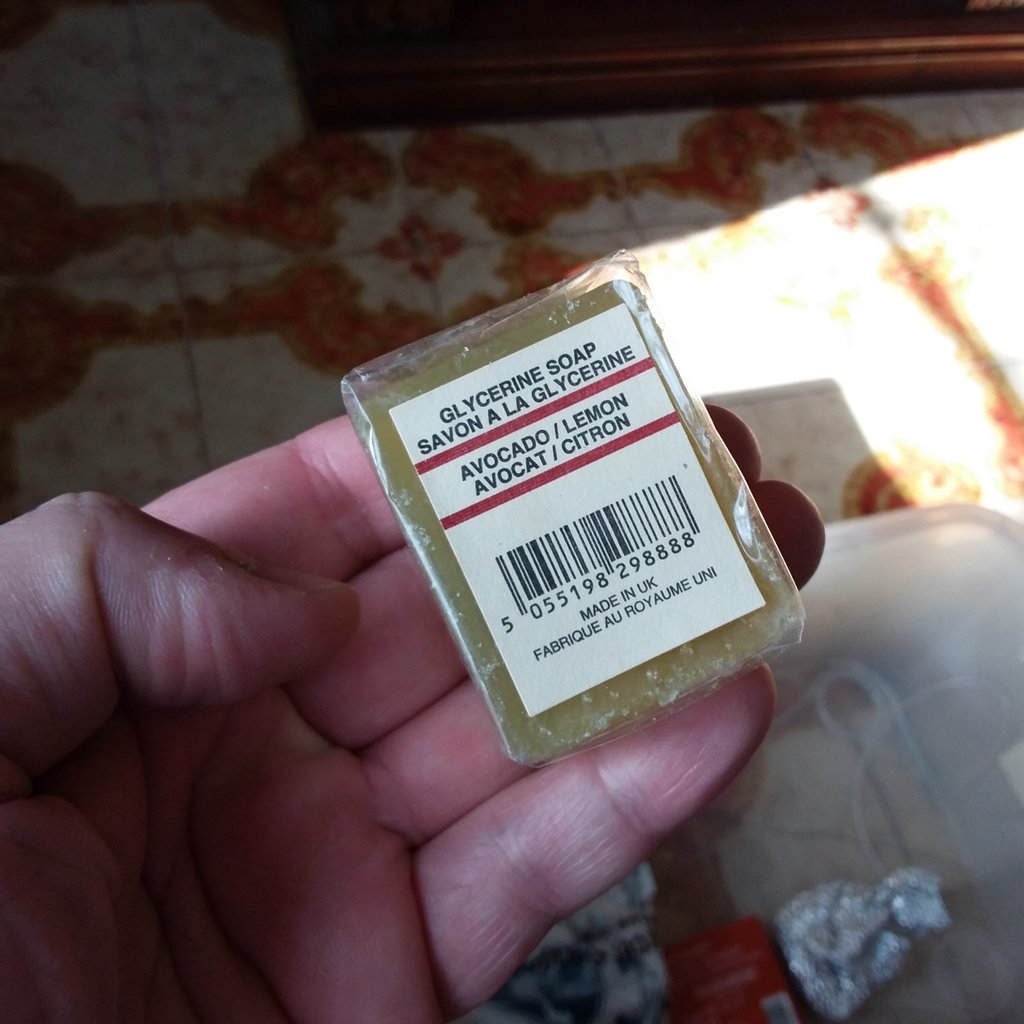 GLYCERINE SOAP
SAVON A LA GLYCERINE
AVOCADO / LEMON
AVOCAT / CITRON
5 055198 298888
MADE IN UK
FABRIQUE AU ROYAUME UNI